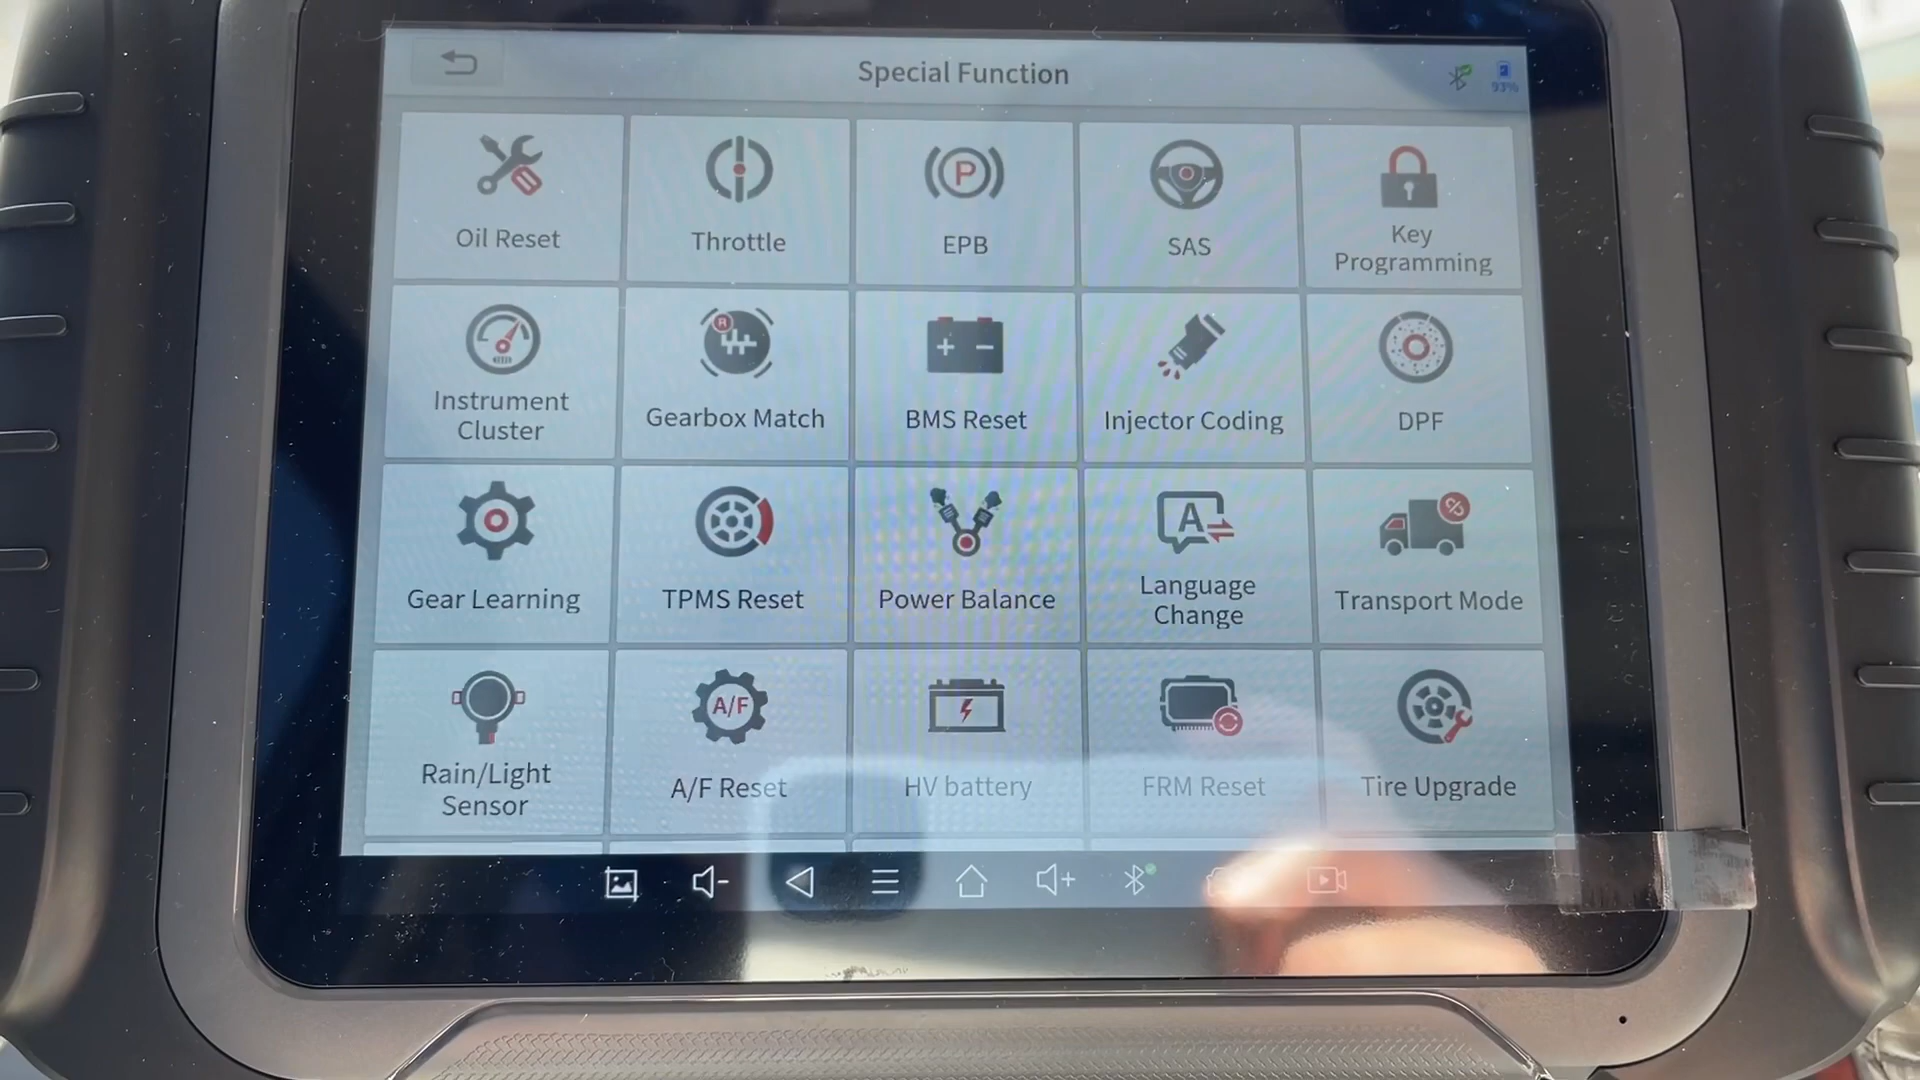 Special Function
93%
Oil Reset
Throttle
EPB
SAS
Key
Programming
Instrument
Cluster
Gearbox Match
BMS Reset
Injector Coding
DPF
Gear Learning
TPMS Reset
Power Balance
Language
Change
Transport Mode
Rain/Light
Sensor
A/F
A/F Reset
HV battery
FRM Reset
Tire Upgrade